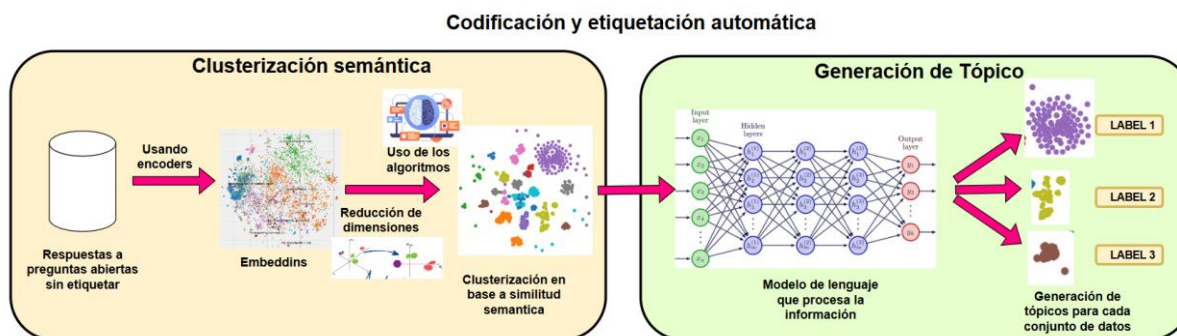 Codificación y etiquetación automática
Clusterización semántica
Respuestas a
preguntas abiertas
sin etiquetar
Usando
encoders
Embeddins
Uso de los
algoritmos
Reducción de
dimensiones
Clusterización en
base a similitud
semantica
Generación de Tópico
Input
layer
Hidden
layers
Output
layer
Modelo de lenguaje
que procesa la
información
LABEL 1
LABEL 2
LABEL 3
Generación de
tópicos para cada
conjunto de datos